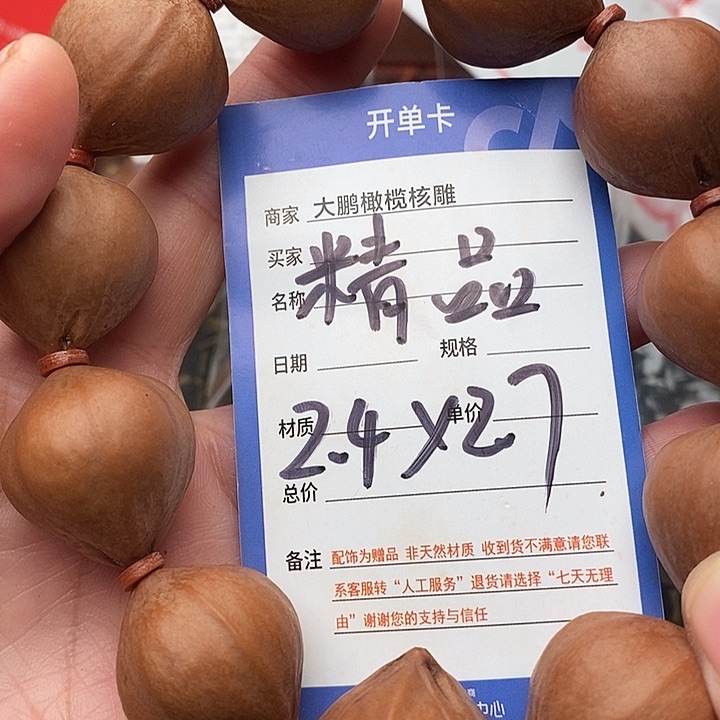 开单卡
商家 大鹏橄榄核雕
买家
精品
名称
日期 规格
2.4×2.7
材质 单价
总价
备注 配饰为赠品 非天然材质 收到货不满意请您联
系客服转“人工服务”退货请选择“七天无理
由”谢谢您的支持与信任
中心